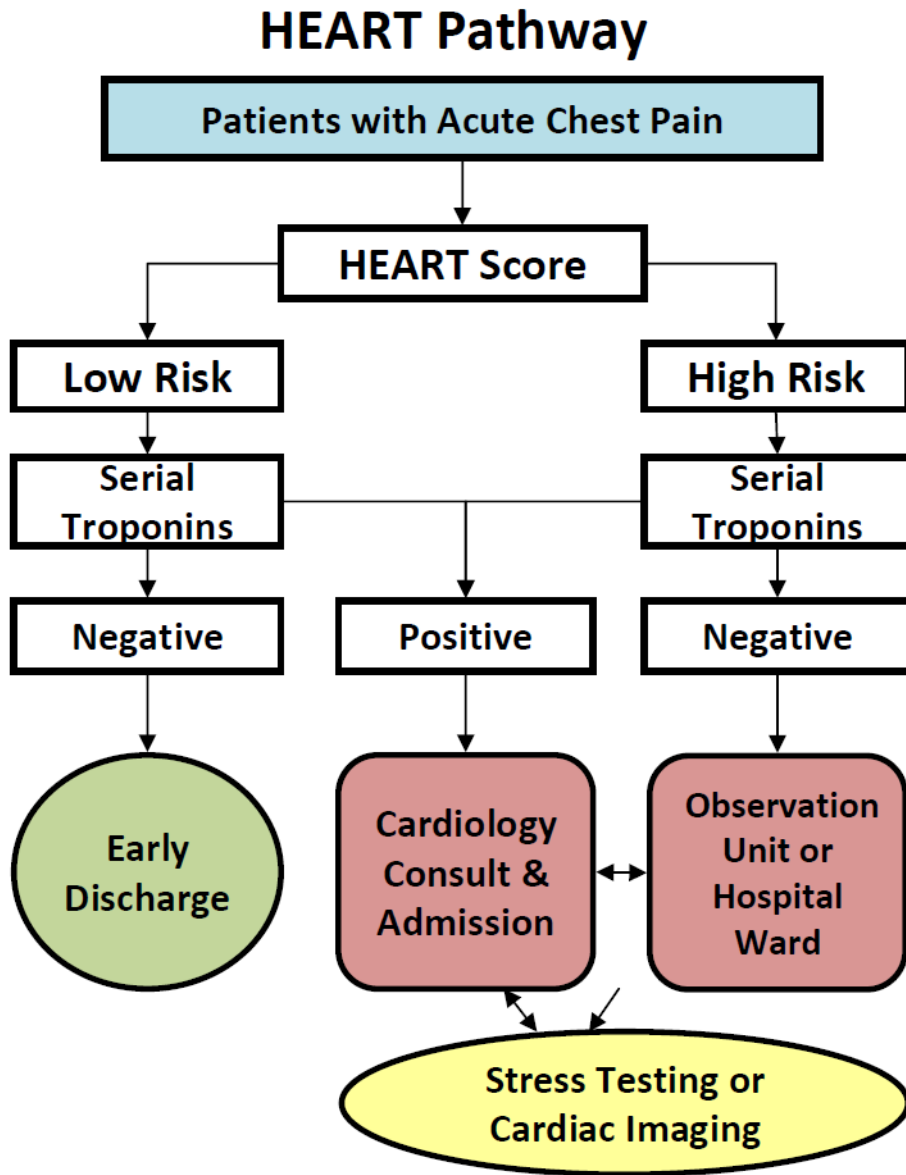 HEART Pathway
Patients with Acute Chest Pain
HEART Score
Low Risk
High Risk
Serial
Troponins
Serial
Troponins
Negative
Positive
Negative
Early
Discharge
Cardiology
Consult &
Admission
Observation
Unit or
Hospital
Ward
Stress Testing or
Cardiac Imaging